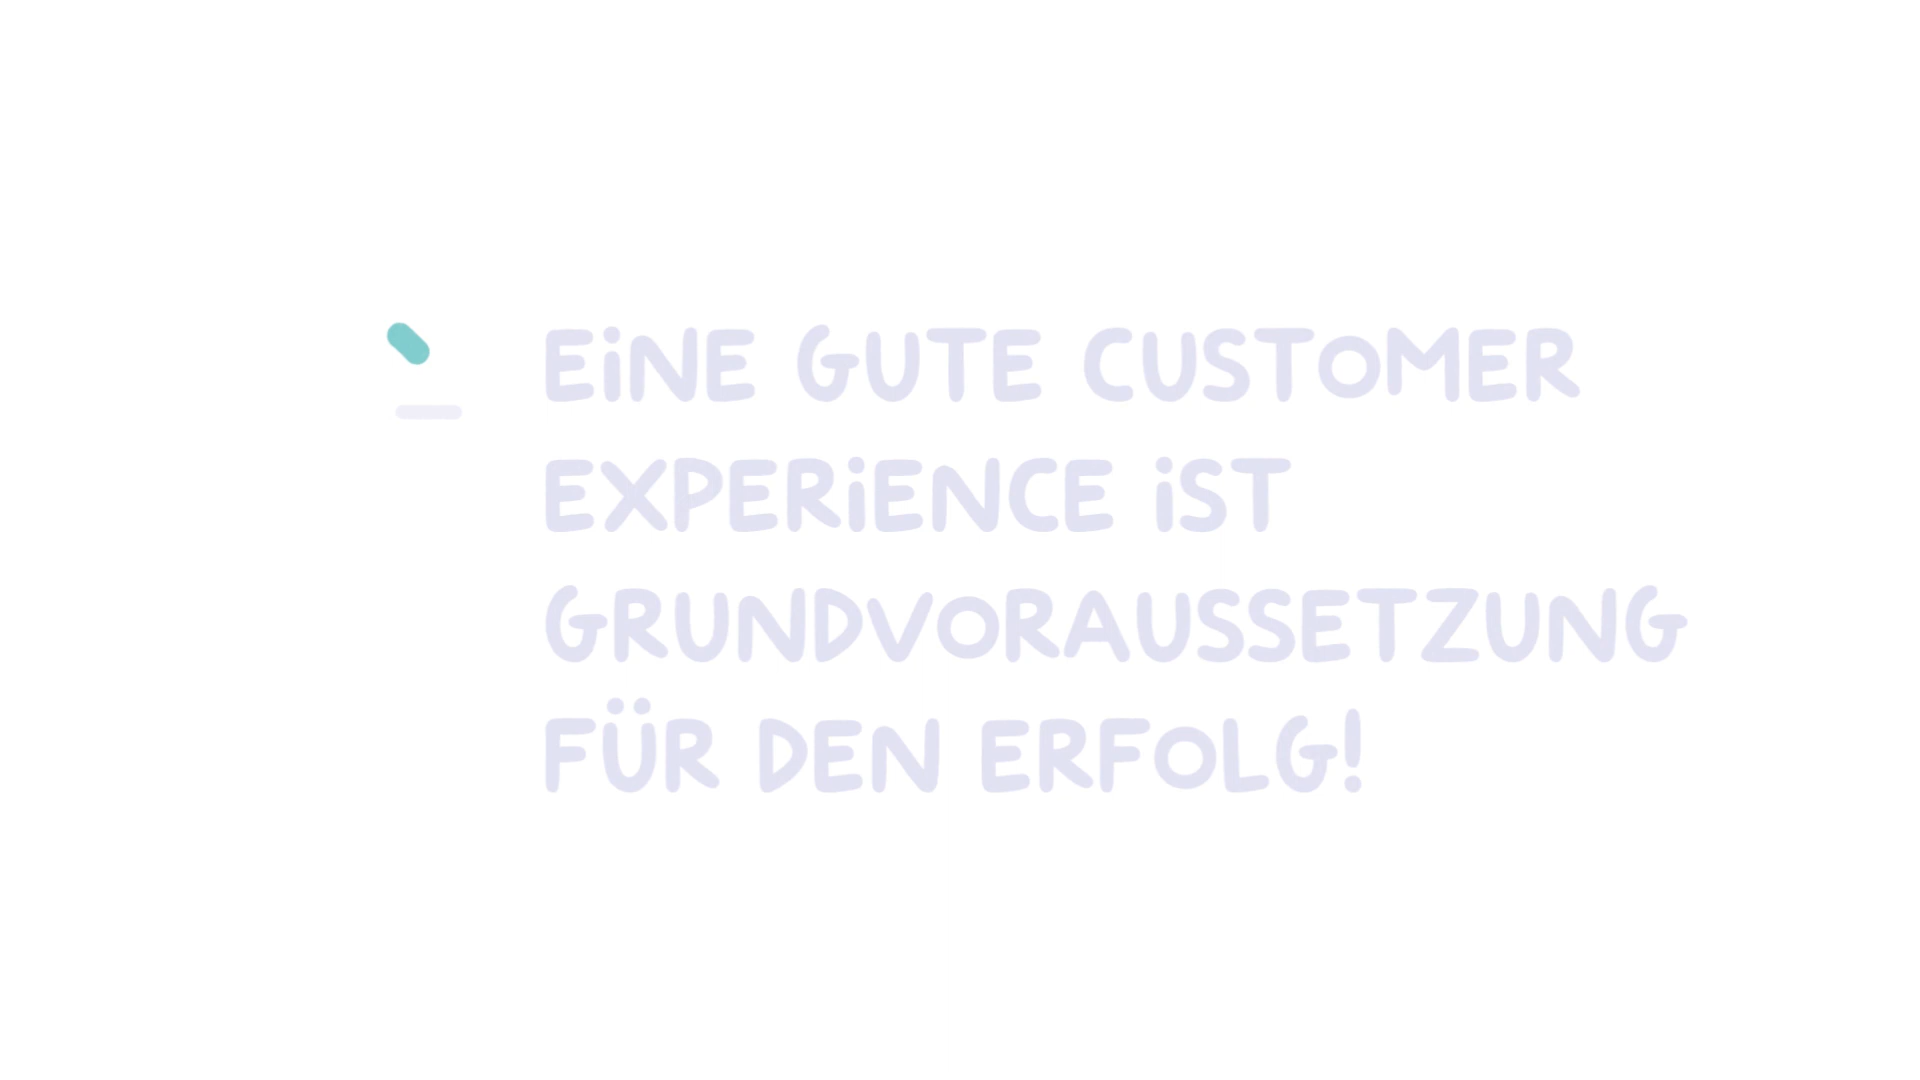 EiNE GUTE CUSTOMER
EXPERiENCE iST
GRUNDVORAUSSETZUNG
FÜR DEN ERFOLG!